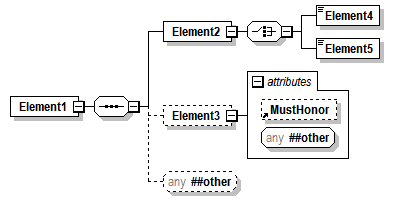 Element1
Element2
Element4
Element5
Element3
attributes
MustHonor
any ##other
any ##other